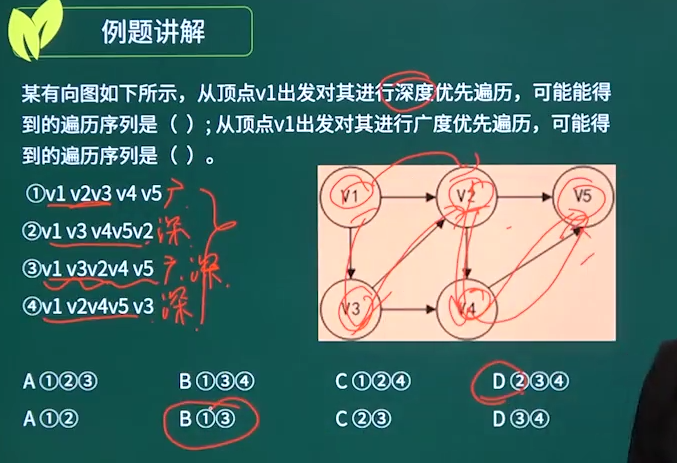 例题讲解
某有向图如下所示，从顶点v1出发对其进行深度优先遍历，可能能得
到的遍历序列是（ ）; 从顶点v1出发对其进行广度优先遍历，可能得
到的遍历序列是（ ）。
①v1 v2v3 v4 v5 广
②v1 v3 v4v5v2 深
③v1 v3v2v4 v5 广.深.
④v1 v2v4v5 v3 深
V1 V2 V5
V3 V4
A ①②③ B ①③④ C ①②④ D ②③④
A ①② B ①③ C ②③ D ③④